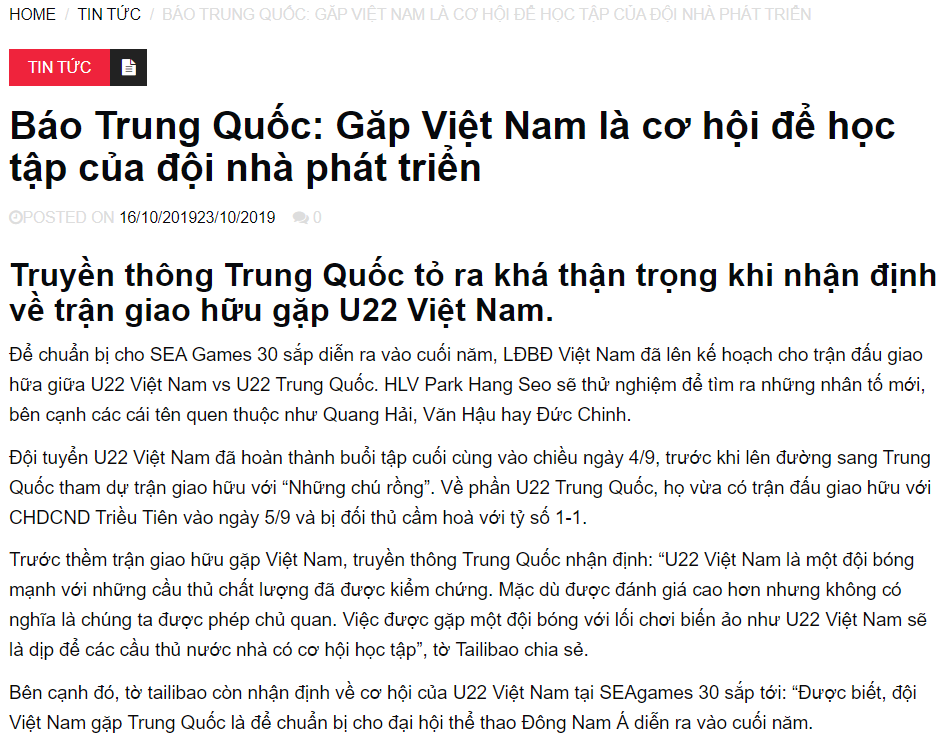 HOME / TIN TỨC / BÁO TRUNG QUỐC: GẶP VIỆT NAM LÀ CƠ HỘI ĐỂ HỌC TẬP CỦA ĐỘI NHÀ PHÁT TRIỂN
TIN TỨC
Báo Trung Quốc: Gặp Việt Nam là cơ hội để học
tập của đội nhà phát triển
POSTED ON 16/10/201923/10/2019 0
Truyền thông Trung Quốc tỏ ra khá thận trọng khi nhận định
về trận giao hữu gặp U22 Việt Nam.
Để chuẩn bị cho SEA Games 30 sắp diễn ra vào cuối năm, LĐBĐ Việt Nam đã lên kế hoạch cho trận đấu giao
hữa giữa U22 Việt Nam vs U22 Trung Quốc. HLV Park Hang Seo sẽ thử nghiệm để tìm ra những nhân tố mới,
bên cạnh các cái tên quen thuộc như Quang Hải, Văn Hậu hay Đức Chinh.
Đội tuyển U22 Việt Nam đã hoàn thành buổi tập cuối cùng vào chiều ngày 4/9, trước khi lên đường sang Trung
Quốc tham dự trận giao hữu với “Những chú rồng”. Về phần U22 Trung Quốc, họ vừa có trận đấu giao hữu với
CHDCND Triều Tiên vào ngày 5/9 và bị đối thủ cầm hoà với tỷ số 1-1.
Trước thềm trận giao hữu gặp Việt Nam, truyền thông Trung Quốc nhận định: “U22 Việt Nam là một đội bóng
mạnh với những cầu thủ chất lượng đã được kiểm chứng. Mặc dù được đánh giá cao hơn nhưng không có
nghĩa là chúng ta được phép chủ quan. Việc được gặp một đội bóng với lối chơi biến ảo như U22 Việt Nam sẽ
là dịp để các cầu thủ nước nhà có cơ hội học tập”, tờ Tailibao chia sẻ.
Bên cạnh đó, tờ tailibao còn nhận định về cơ hội của U22 Việt Nam tại SEAgames 30 sắp tới: “Được biết, đội
Việt Nam gặp Trung Quốc là để chuẩn bị cho đại hội thể thao Đông Nam Á diễn ra vào cuối năm.